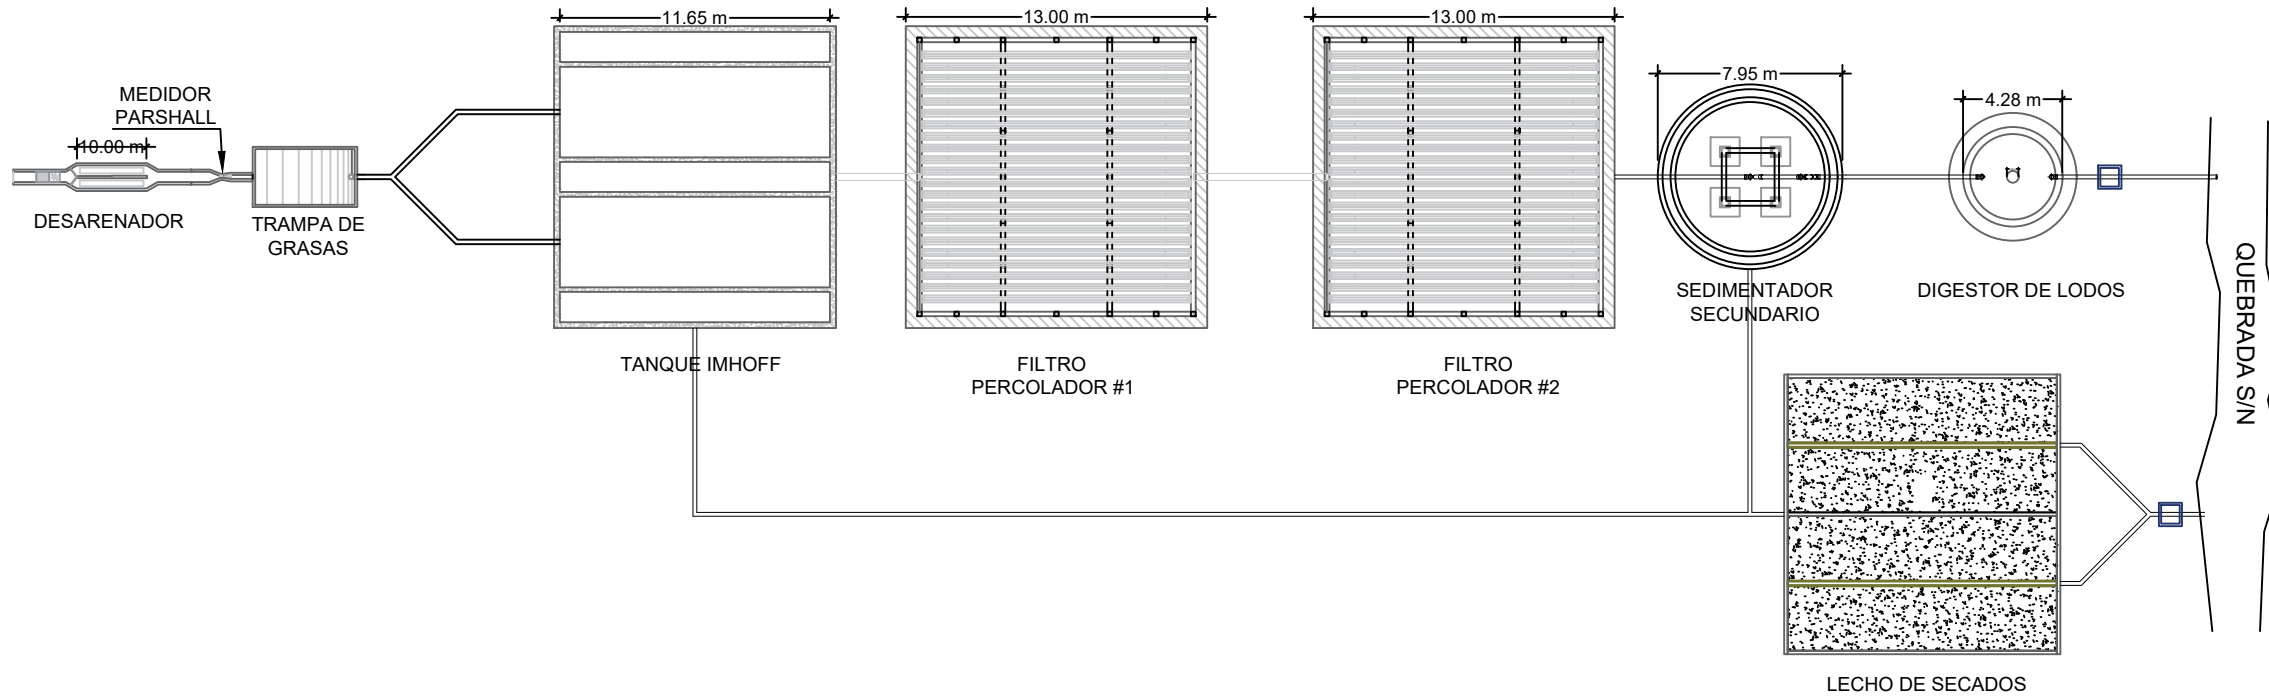 11.65 m
13.00 m
13.00 m
7.95 m
4.28 m
MEDIDOR
PARSHALL
10.00 m
DESARENADOR
TRAMPA DE
GRASAS
QUEBRADA S/N
SEDIMENTADOR
SECUNDARIO
DIGESTOR DE LODOS
TANQUE IMHOFF
FILTRO
PERCOLADOR #1
FILTRO
PERCOLADOR #2
LECHO DE SECADOS